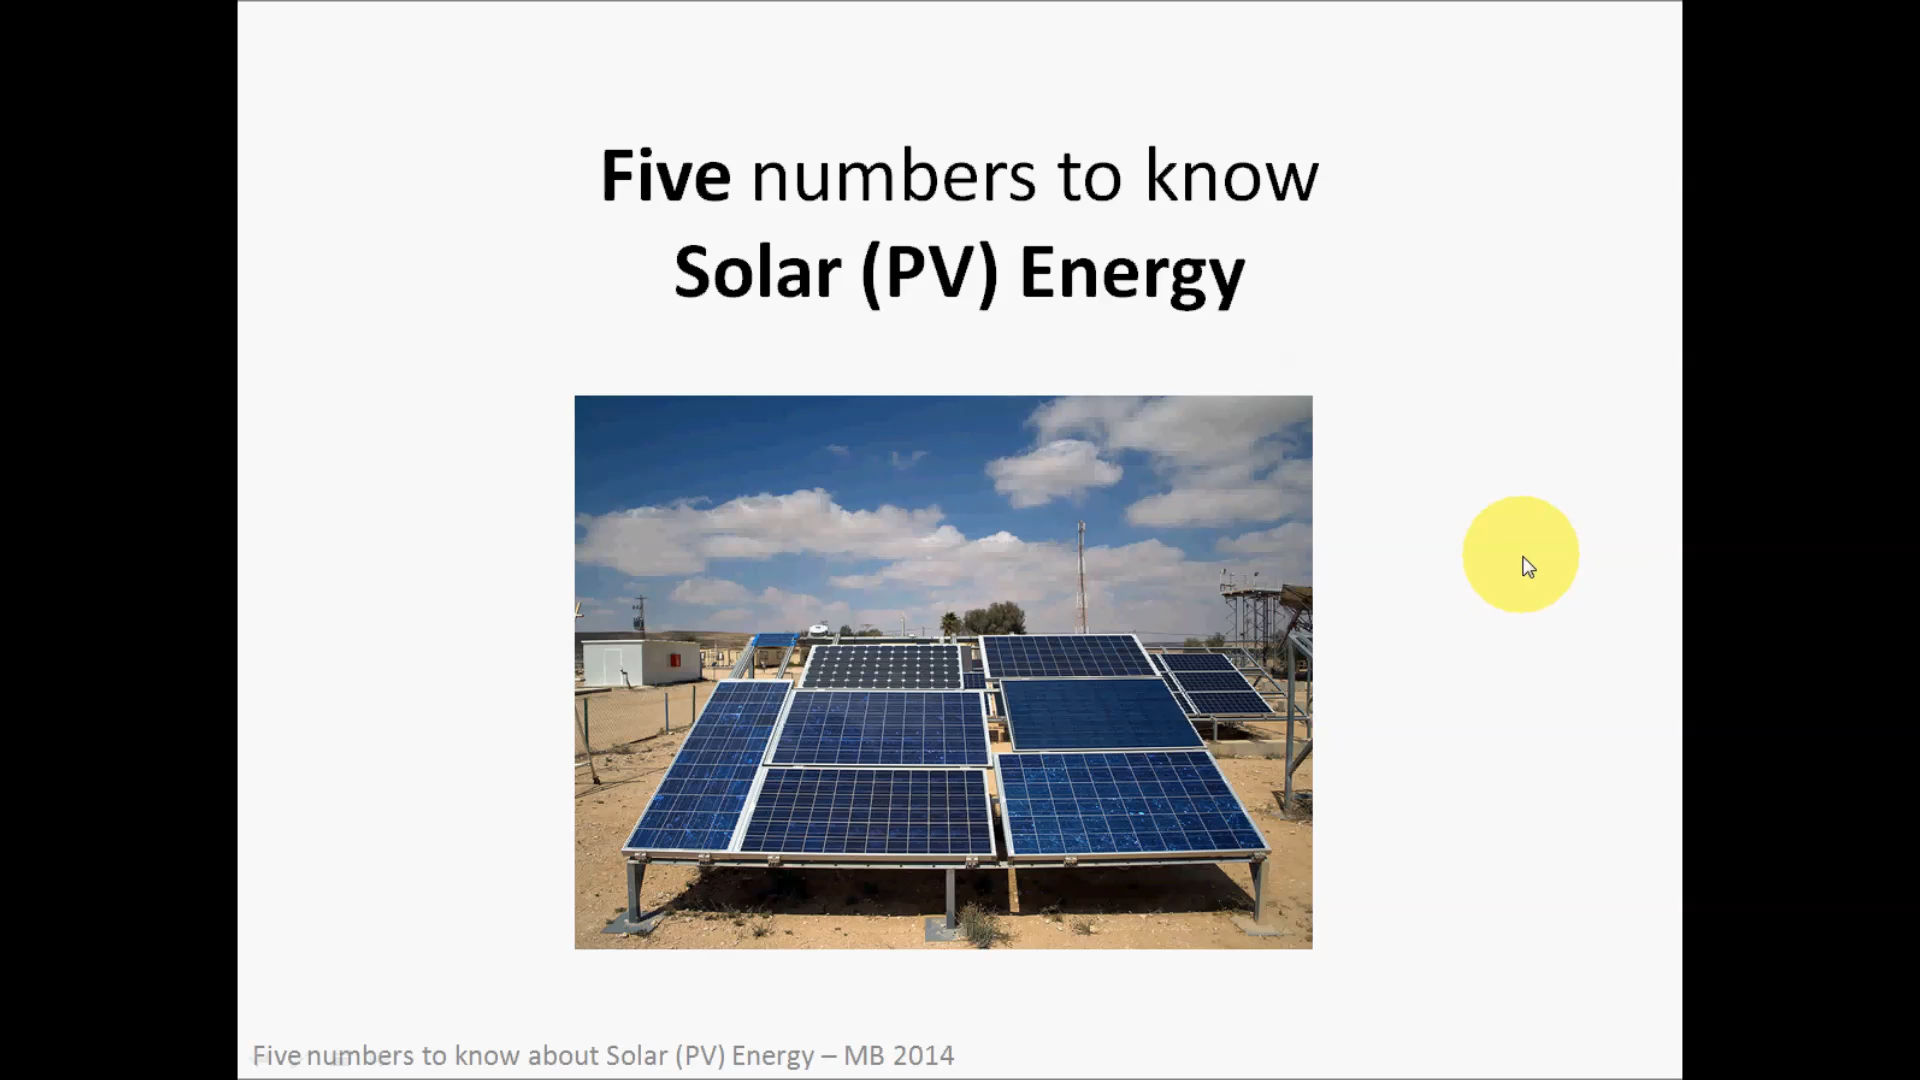 Five numbers to know
Solar (PV) Energy
Five numbers to know about Solar (PV) Energy – MB 2014